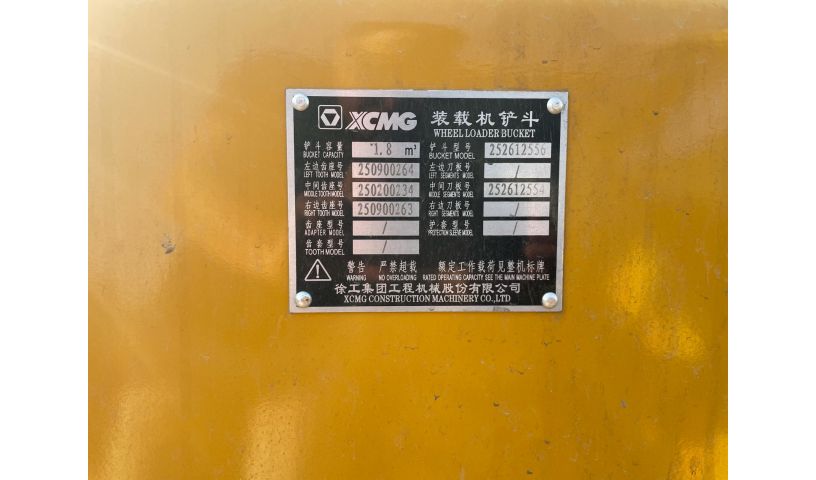 XCMG 装载机铲斗
WHEEL LOADER BUCKET
铲斗容量 1.8 m³ 铲斗型号 252612556
BUCKET CAPACITY BUCKET MODEL
左边齿座号 250900264 左边刀板号 /
LEFT TOOTH MODEL LEFT SEGMENTS MODEL
中间齿座号 250200234 中间刀板号 252612554
MIDDLE TOOTH MODEL MIDDLE SEGMENTS MODEL
右边齿座号 250900263 右边刀板号 /
RIGHT TOOTH MODEL RIGHT SEGMENTS MODEL
齿座型号 / 护套型号 /
ADAPTER MODEL PROTECTION SLEEVE MODEL
齿套型号 /
TOOTH MODEL
警告 严禁超载 额定工作载荷见整机标牌
WARNING NO OVERLOADING RATED OPERATING CAPACITY SEE THE MAIN MACHINE PLATE
徐工集团工程机械股份有限公司
XCMG CONSTRUCTION MACHINERY CO.,LTD